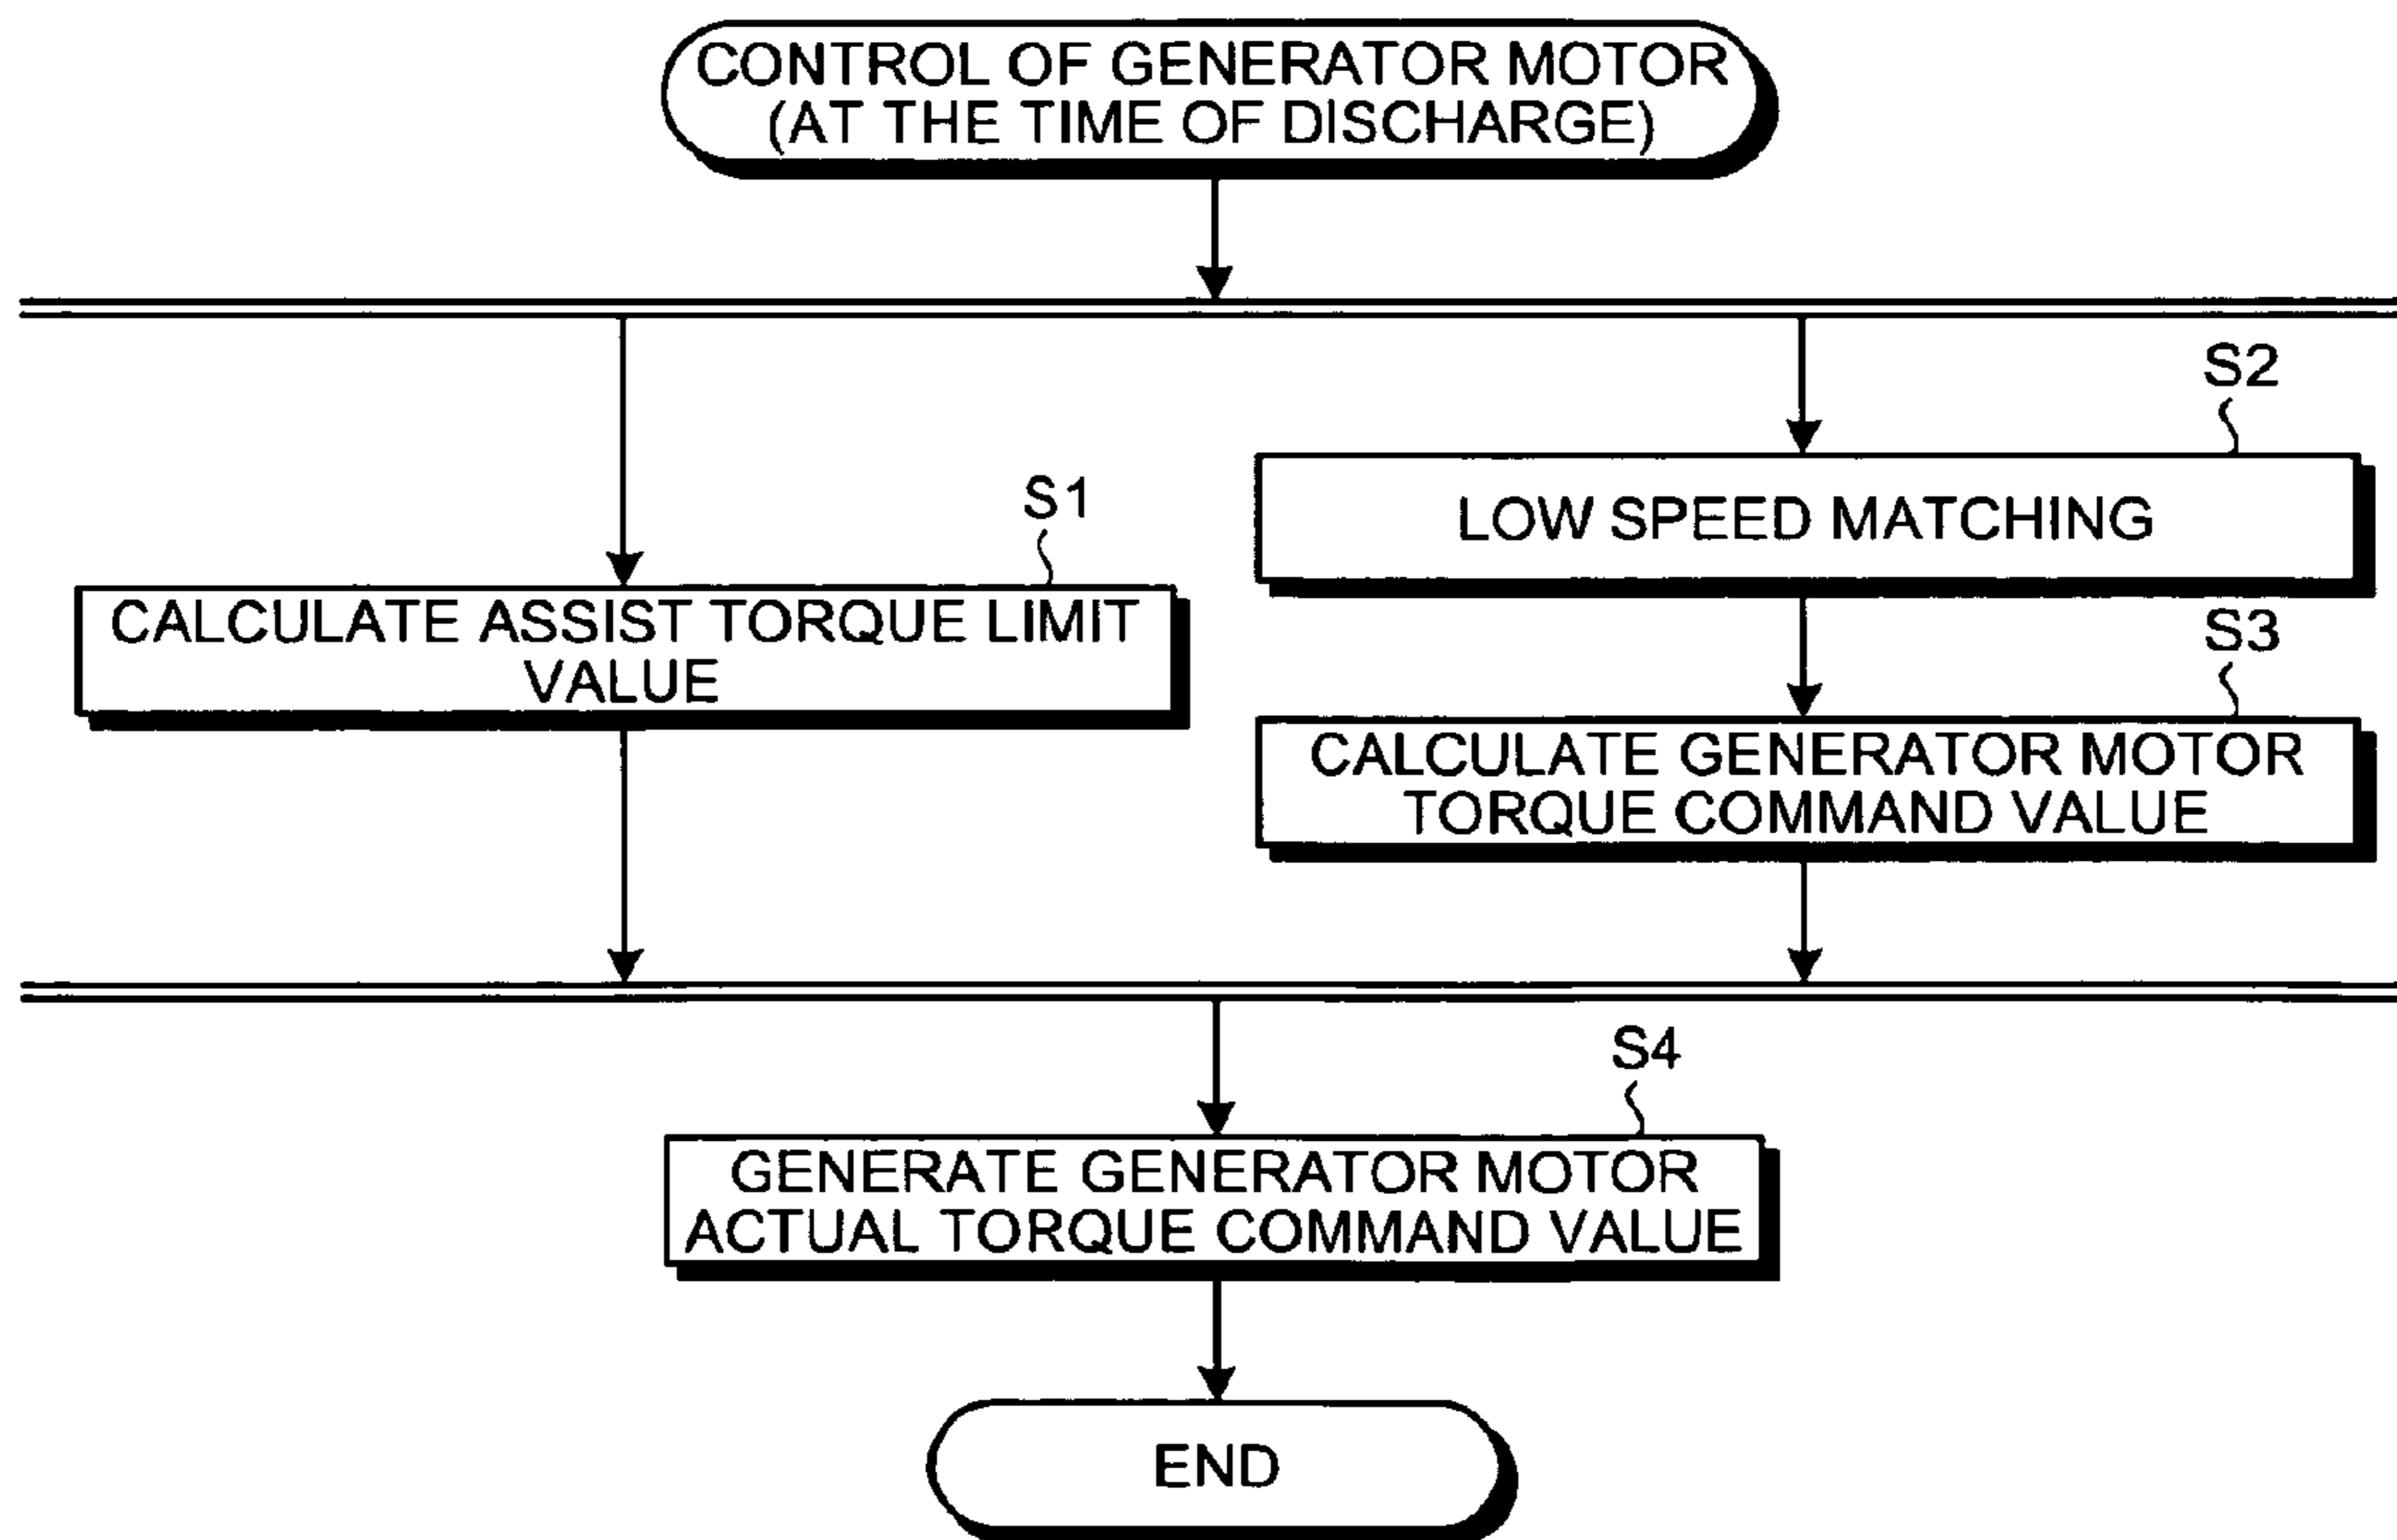 CONTROL OF GENERATOR MOTOR
(AT THE TIME OF DISCHARGE)
S2
LOW SPEED MATCHING
S1
CALCULATE ASSIST TORQUE LIMIT
VALUE
S3
CALCULATE GENERATOR MOTOR
TORQUE COMMAND VALUE
S4
GENERATE GENERATOR MOTOR
ACTUAL TORQUE COMMAND VALUE
END